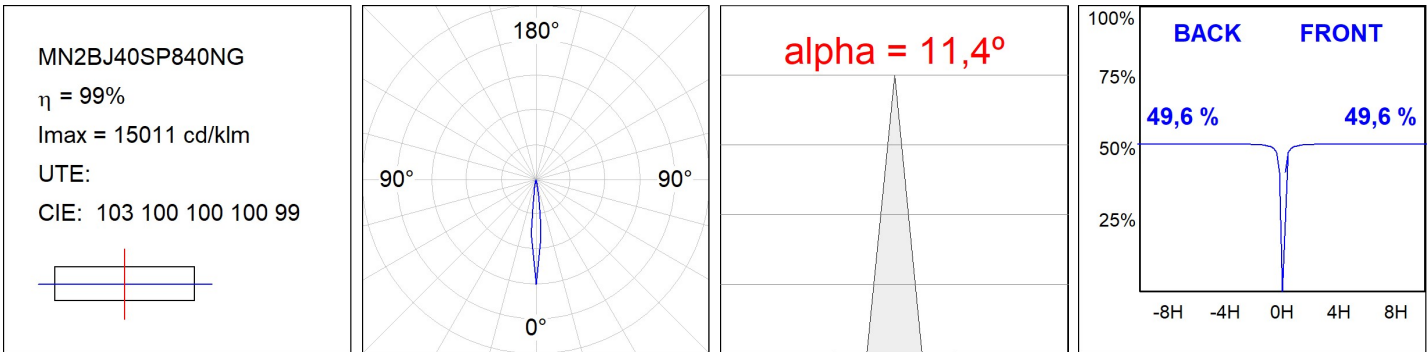 MN2BJ40SP840NG
η = 99%
Imax = 15011 cd/klm
UTE:
CIE: 103 100 100 100 99
180°
90° 90°
0°
alpha = 11,4º
100%
BACK FRONT
75%
49,6 % 49,6 %
50%
25%
-8H -4H 0H 4H 8H